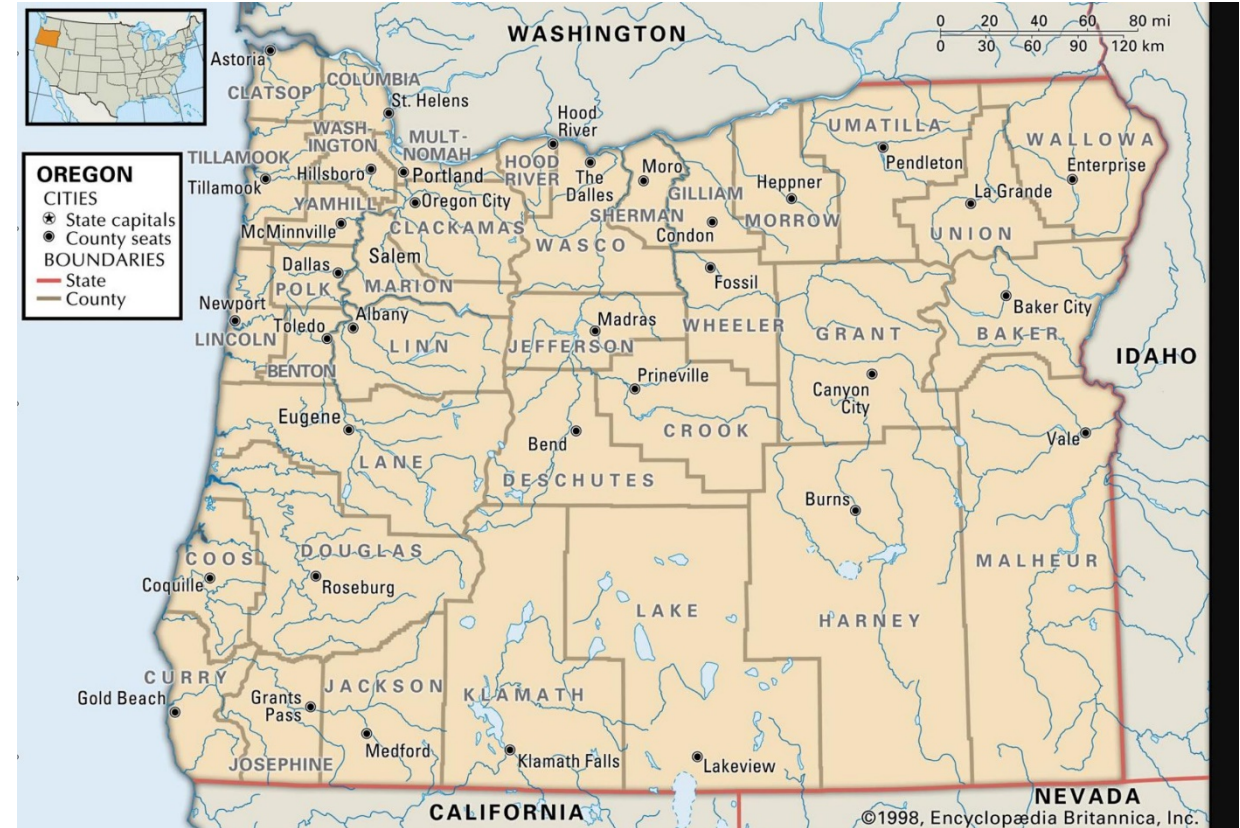 WASHINGTON
0 20 40 60 80 mi
0 30 60 90 120 km
Astoria
CLATSOP
COLUMBIA
St. Helens
Hood
River
WASH-
INGTON
MULT-
NOMAH
HOOD
RIVER
The
Dalles
Moro
UMATILLA
Pendleton
WALLOWA
Enterprise
OREGON
CITIES
State capitals
County seats
BOUNDARIES
State
County
TILLAMOOK
Tillamook
Hillsboro
Portland
Oregon City
YAMHILL
McMinnville
CLACKAMAS
WASCO
SHERMAN
GILLIAM
Condon
Heppner
MORROW
La Grande
UNION
Dallas
POLK
Salem
MARION
Fossil
Baker City
BAKER
Newport
LINCOLN
Toledo
Albany
LINN
BENTON
Madras
JEFFERSON
WHEELER
GRANT
IDAHO
Prineville
Canyon
City
Eugene
LANE
Bend
CROOK
DESCHUTES
Vale
Burns
COOS
Coquille
DOUGLAS
Roseburg
LAKE
HARNEY
MALHEUR
CURRY
Gold Beach
Grants
Pass
JACKSON
KLAMATH
Medford
JOSEPHINE
Klamath Falls
Lakeview
CALIFORNIA
NEVADA
©1998, Encyclopædia Britannica, Inc.